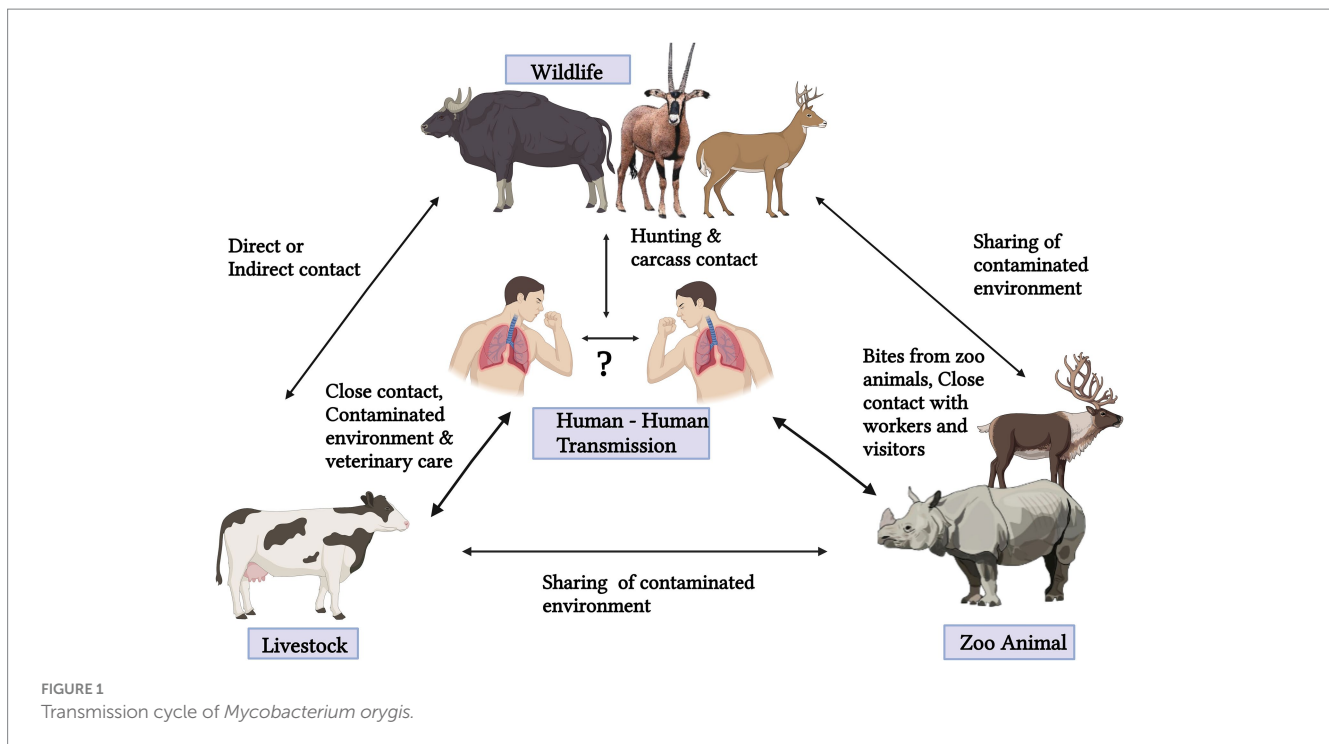 Wildlife
Direct or
Indirect contact
Hunting &
carcass contact
Sharing of
contaminated
environment
?
Close contact,
Contaminated
environment &
veterinary care
Human - Human
Transmission
Bites from zoo
animals, Close
contact with
workers and
visitors
Sharing of contaminated
environment
Livestock
Zoo Animal
FIGURE 1
Transmission cycle of Mycobacterium orygis.